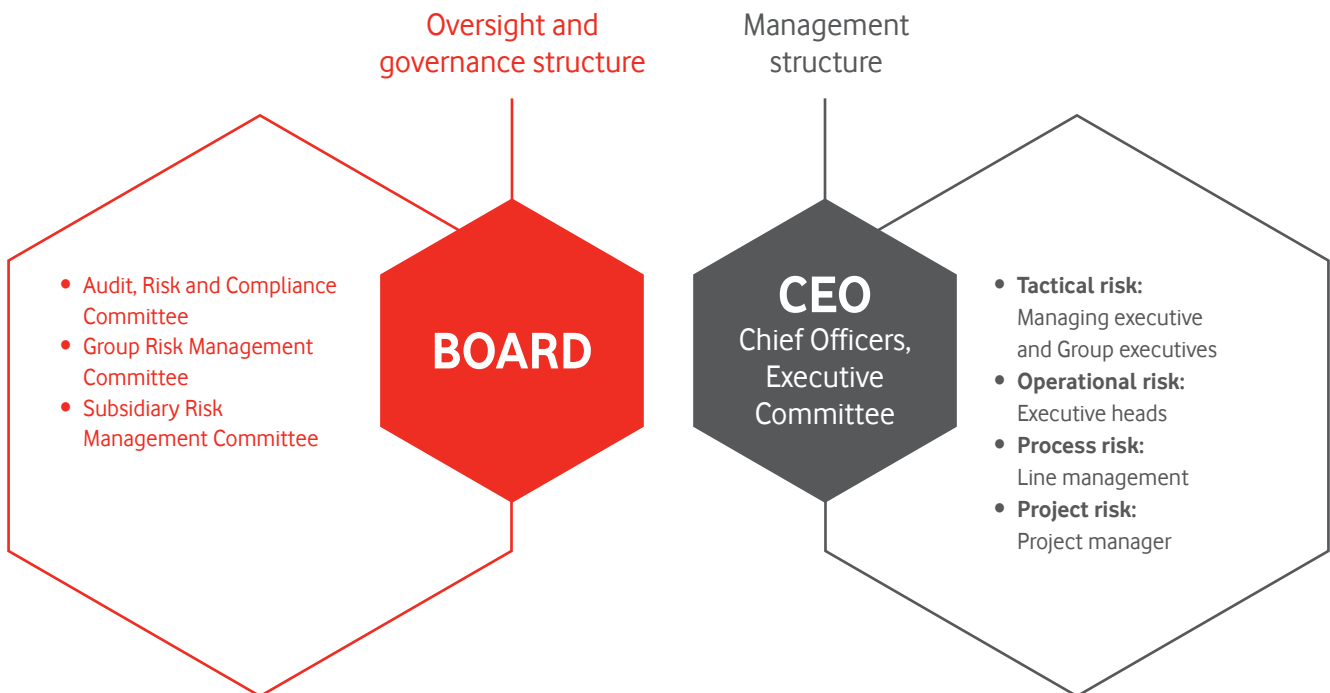 Oversight and
governance structure
Management
structure
• Audit, Risk and Compliance
Committee
• Group Risk Management
Committee
• Subsidiary Risk
Management Committee
BOARD
CEO
Chief Officers,
Executive
Committee
• Tactical risk:
Managing executive
and Group executives
• Operational risk:
Executive heads
• Process risk:
Line management
• Project risk:
Project manager